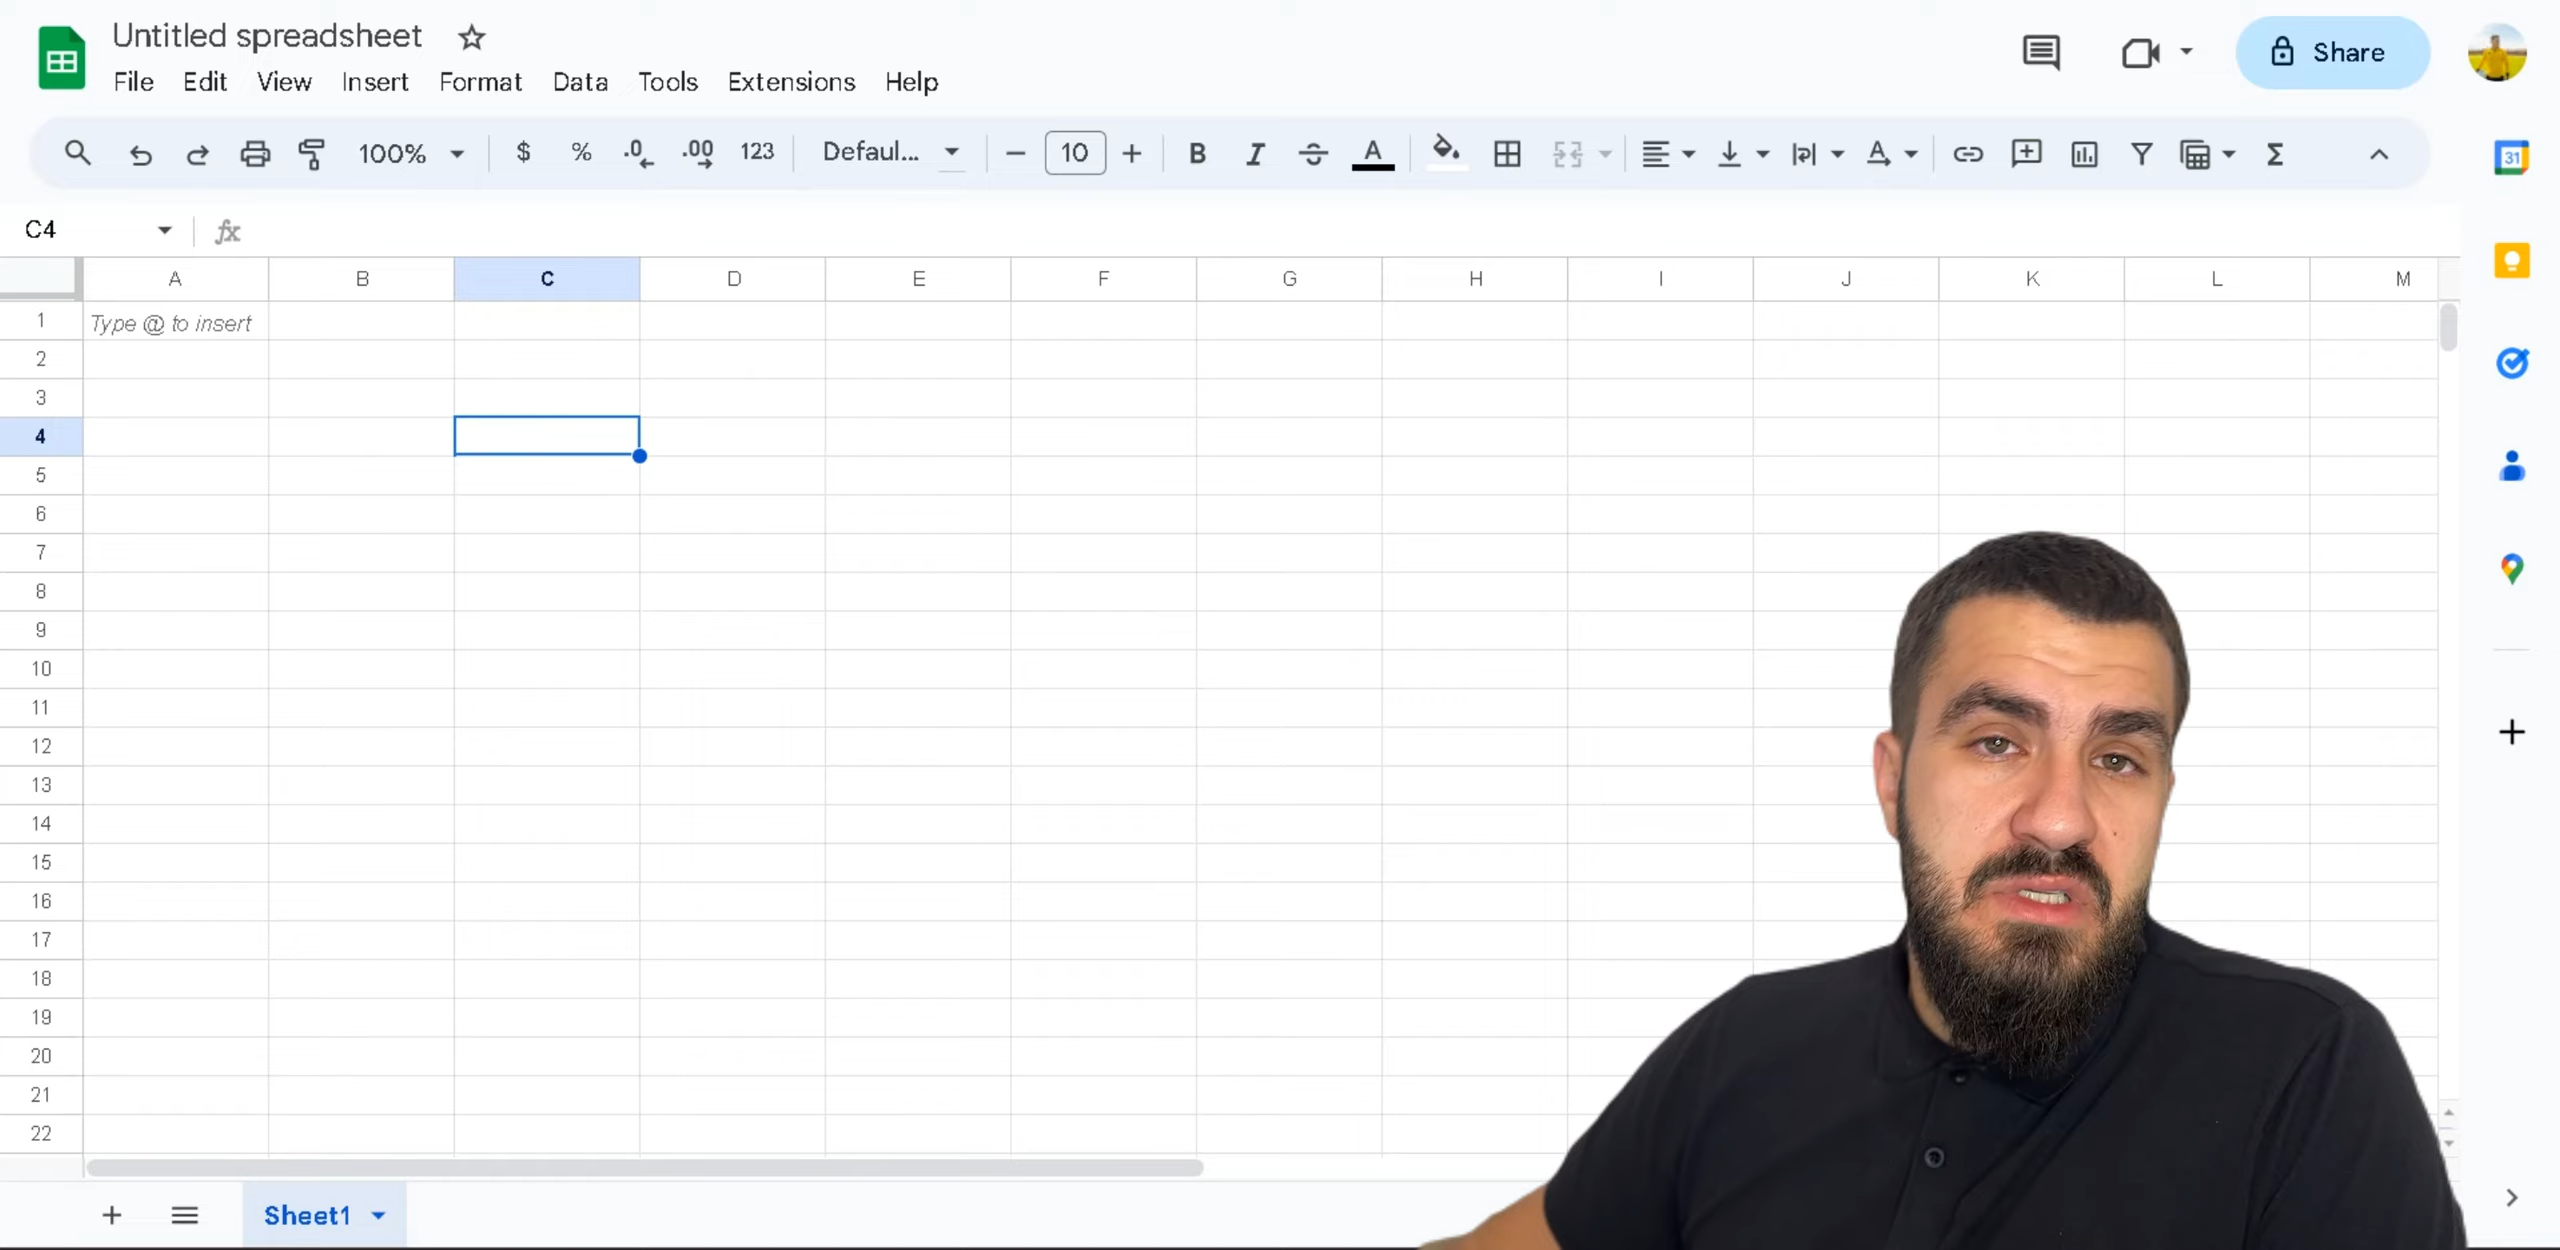 Untitled spreadsheet
File Edit View Insert Format Data Tools Extensions Help
Share
100% $ % .0 .00 123 Defaul... 10 B I S A A Σ
31
C4 fx
A B C D E F G H I J K L M
1 Type @ to insert
2
3
4
5
6
7
8
9
10
11
12
13
14
15
16
17
18
19
20
21
22
Sheet1